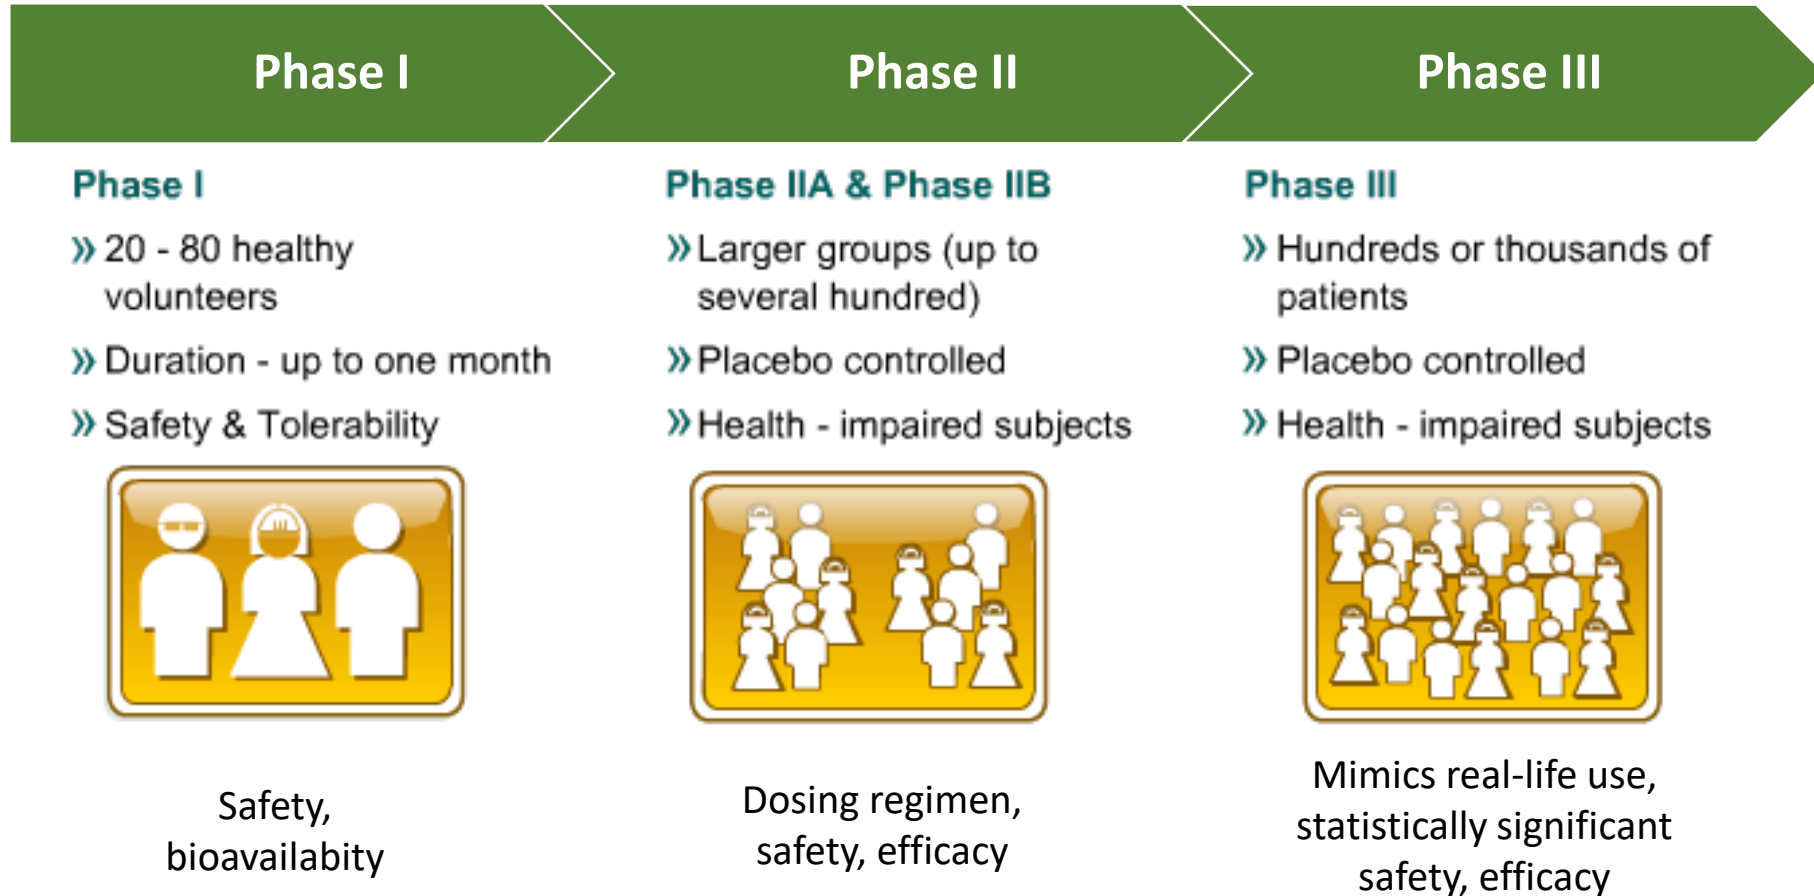 Phase I
Phase II
Phase III
Phase I
» 20 - 80 healthy
volunteers
» Duration - up to one month
» Safety & Tolerability
Phase IIA & Phase IIB
» Larger groups (up to
several hundred)
» Placebo controlled
» Health - impaired subjects
Phase III
» Hundreds or thousands of
patients
» Placebo controlled
» Health - impaired subjects
Safety,
bioavailabity
Dosing regimen,
safety, efficacy
Mimics real-life use,
statistically significant
safety, efficacy